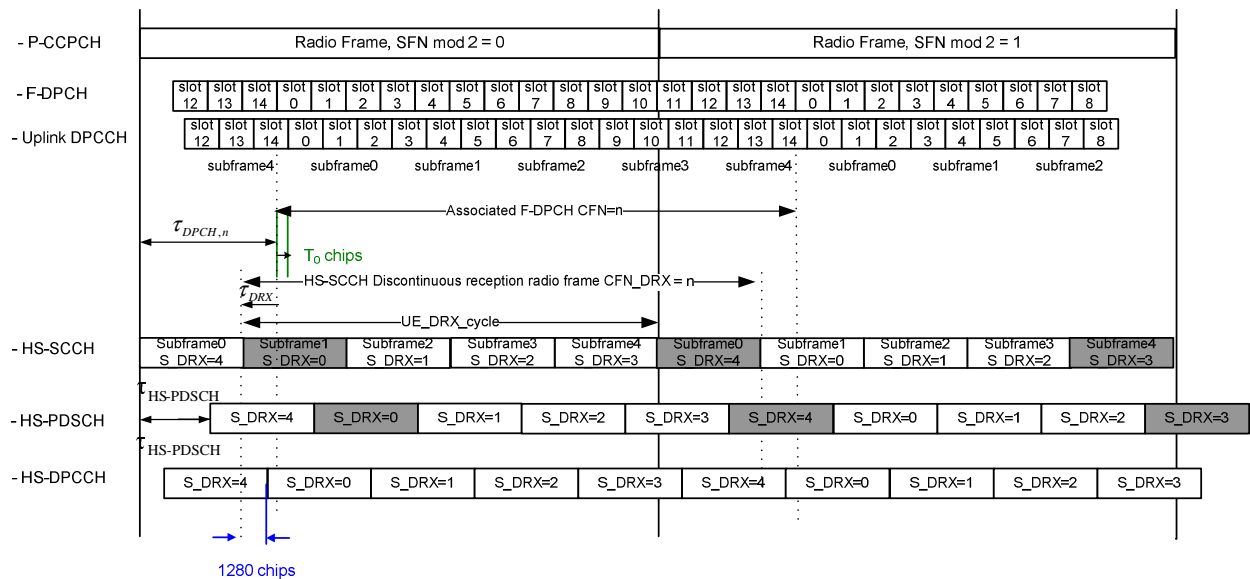 - P-CCPCH
Radio Frame, SFN mod 2 = 0
Radio Frame, SFN mod 2 = 1
- F-DPCH
slot 12 slot 13 slot 14 slot 0 slot 1 slot 2 slot 3 slot 4 slot 5 slot 6 slot 7 slot 8 slot 9 slot 10 slot 11 slot 12 slot 13 slot 14 slot 0 slot 1 slot 2 slot 3 slot 4 slot 5 slot 6 slot 7 slot 8
- Uplink DPCCH
slot 12 slot 13 slot 14 slot 0 slot 1 slot 2 slot 3 slot 4 slot 5 slot 6 slot 7 slot 8 slot 9 slot 10 slot 11 slot 12 slot 13 slot 14 slot 0 slot 1 slot 2 slot 3 slot 4 slot 5 slot 6 slot 7 slot 8
subframe4 subframe0 subframe1 subframe2 subframe3 subframe4 subframe0 subframe1 subframe2
Associated F-DPCH CFN=n
τDPCH,n
T0 chips
HS-SCCH Discontinuous reception radio frame CFN_DRX = n
τDRX
UE_DRX_cycle
- HS-SCCH
Subframe0 Subframe1 Subframe2 Subframe3 Subframe4 Subframe0 Subframe1 Subframe2 Subframe3 Subframe4
S_DRX=4 S_DRX=0 S_DRX=1 S_DRX=2 S_DRX=3 S_DRX=4 S_DRX=0 S_DRX=1 S_DRX=2 S_DRX=3
τHS-PDSCH
- HS-PDSCH
S_DRX=4 S_DRX=0 S_DRX=1 S_DRX=2 S_DRX=3 S_DRX=4 S_DRX=0 S_DRX=1 S_DRX=2 S_DRX=3
τHS-PDSCH
- HS-DPCCH
S_DRX=4 S_DRX=0 S_DRX=1 S_DRX=2 S_DRX=3 S_DRX=4 S_DRX=0 S_DRX=1 S_DRX=2 S_DRX=3
1280 chips